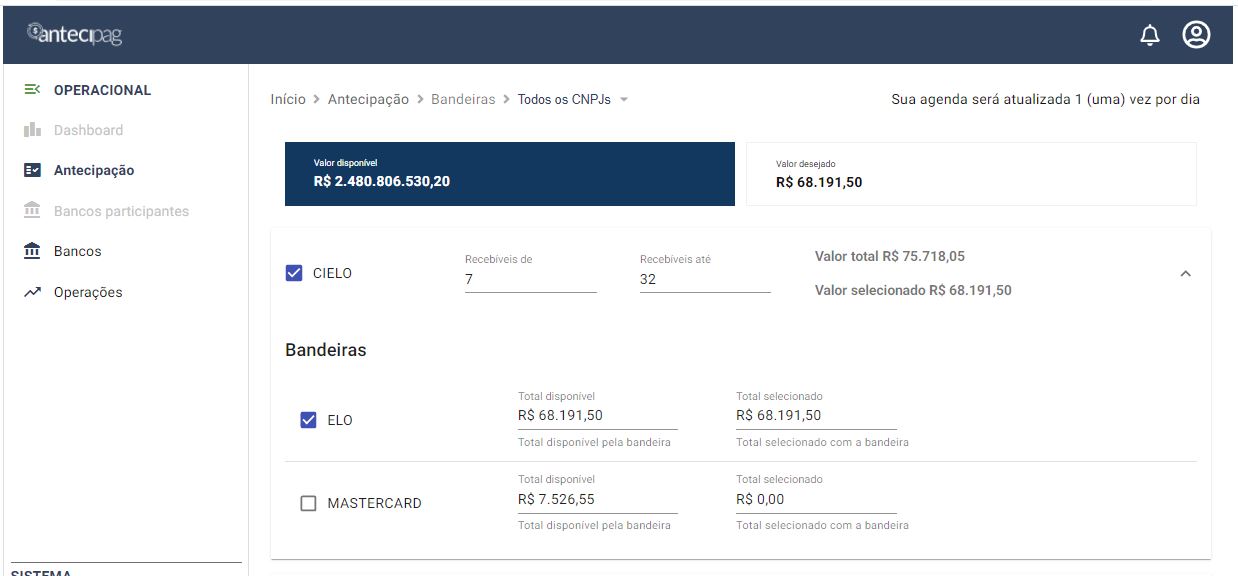 antecipag
OPERACIONAL
Dashboard
Antecipação
Bancos participantes
Bancos
Operações
SISTEMA
Início > Antecipação > Bandeiras > Todos os CNPJs
Sua agenda será atualizada 1 (uma) vez por dia
Valor disponível
R$ 2.480.806.530,20
Valor desejado
R$ 68.191,50
CIELO
Recebíveis de
7
Recebíveis até
32
Valor total R$ 75.718,05
Valor selecionado R$ 68.191,50
Bandeiras
ELO
Total disponível
R$ 68.191,50
Total disponível pela bandeira
Total selecionado
R$ 68.191,50
Total selecionado com a bandeira
MASTERCARD
Total disponível
R$ 7.526,55
Total disponível pela bandeira
Total selecionado
R$ 0,00
Total selecionado com a bandeira